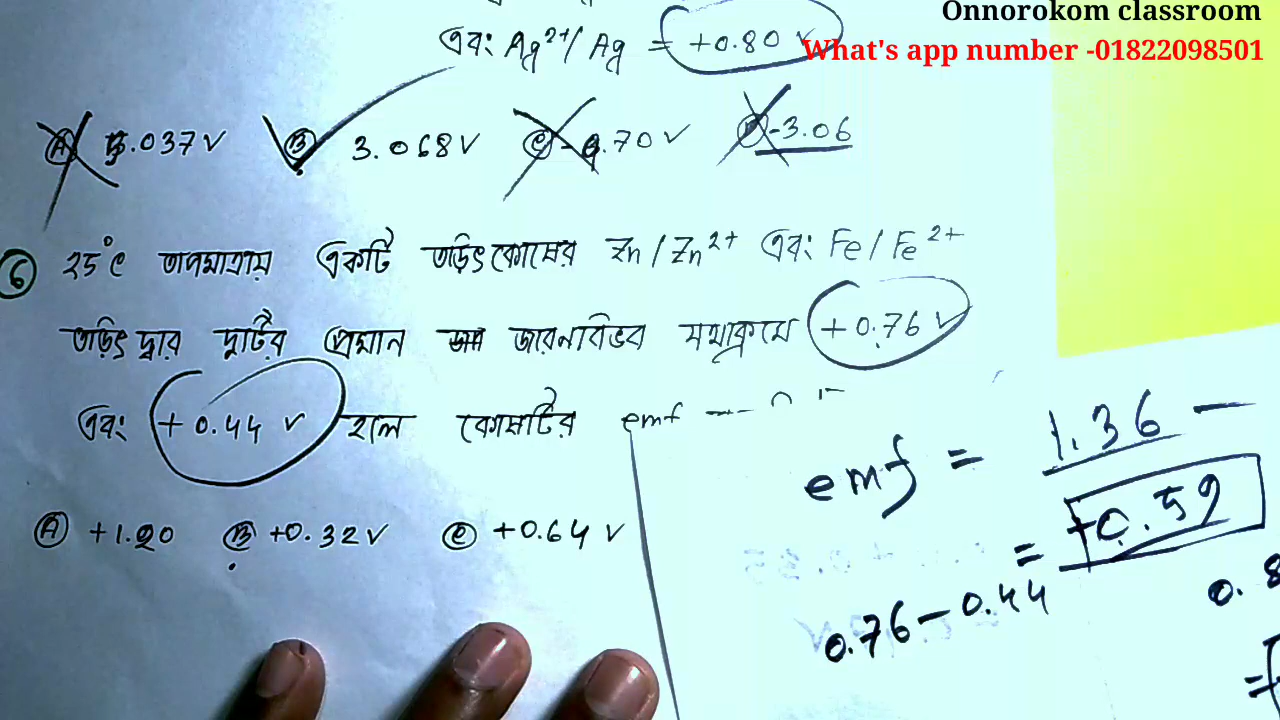 Onnorokom classroom
What's app number -01822098501
এবং Ag²⁺/Ag = +0.80 V
Ⓐ .037 V Ⓑ 3.068 V Ⓒ .70 V -3.06
⑥ 25°C তাপমাত্রায় একটি তড়িৎকোষের Zn/Zn²⁺ এবং Fe/Fe²⁺
তড়িৎ দ্বার দুটির প্রমান জারনবিভব যথাক্রমে +0.76 V
এবং +0.44 V হলে কোষটির emf
Ⓐ +1.20 Ⓑ +0.32 V Ⓒ +0.64 V
emf = 1.36 -
= +0.59
0.76 - 0.44
0.8
=